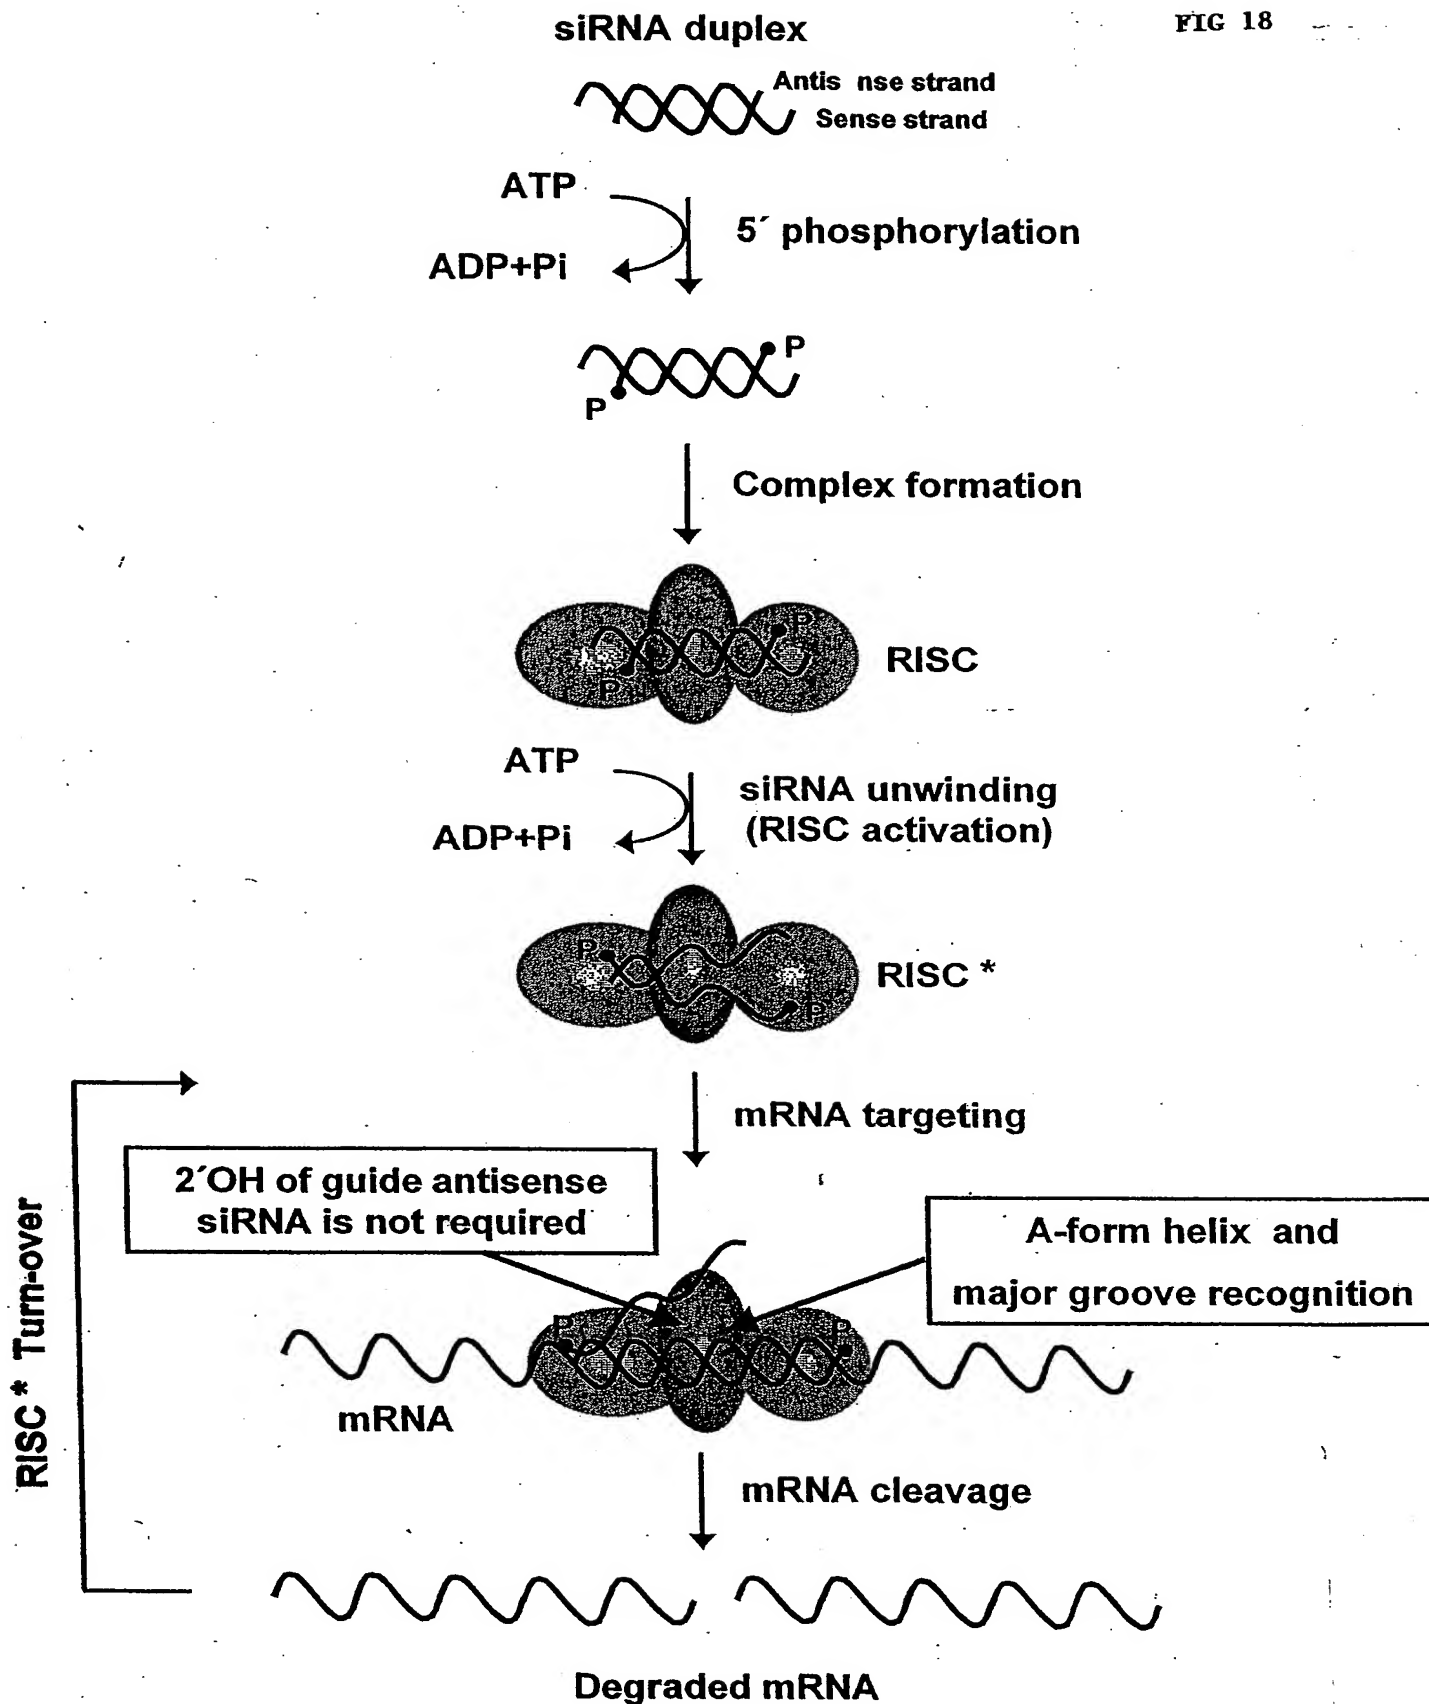 FIG 18
siRNA duplex
Antis nse strand
Sense strand
ATP
5´ phosphorylation
ADP+Pi
P
P
Complex formation
P
RISC
P
ATP
siRNA unwinding
(RISC activation)
ADP+Pi
P
RISC *
P
mRNA targeting
2´OH of guide antisense
siRNA is not required
A-form helix and
major groove recognition
P
P
mRNA
RISC * Turn-over
mRNA cleavage
Degraded mRNA